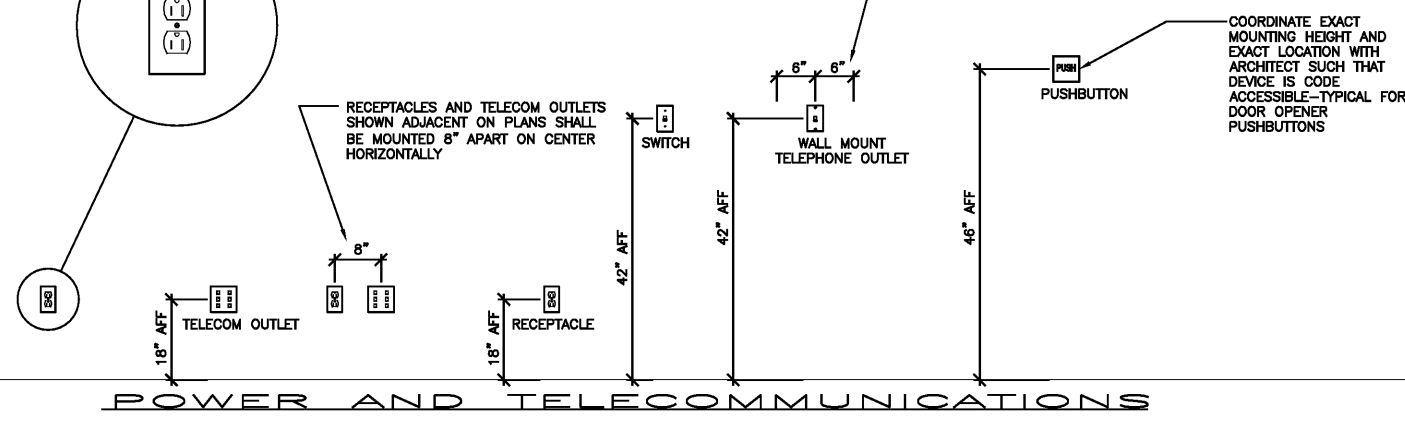 COORDINATE EXACT
MOUNTING HEIGHT AND
EXACT LOCATION WITH
ARCHITECT SUCH THAT
DEVICE IS CODE
ACCESSIBLE–TYPICAL FOR
DOOR OPENER
PUSHBUTTONS
6" 6"
PUSH
PUSHBUTTON
RECEPTACLES AND TELECOM OUTLETS
SHOWN ADJACENT ON PLANS SHALL
BE MOUNTED 8" APART ON CENTER
HORIZONTALLY
SWITCH
WALL MOUNT
TELEPHONE OUTLET
42" AFF
42" AFF
46" AFF
8"
TELECOM OUTLET
RECEPTACLE
18" AFF
18" AFF
POWER AND TELECOMMUNICATIONS